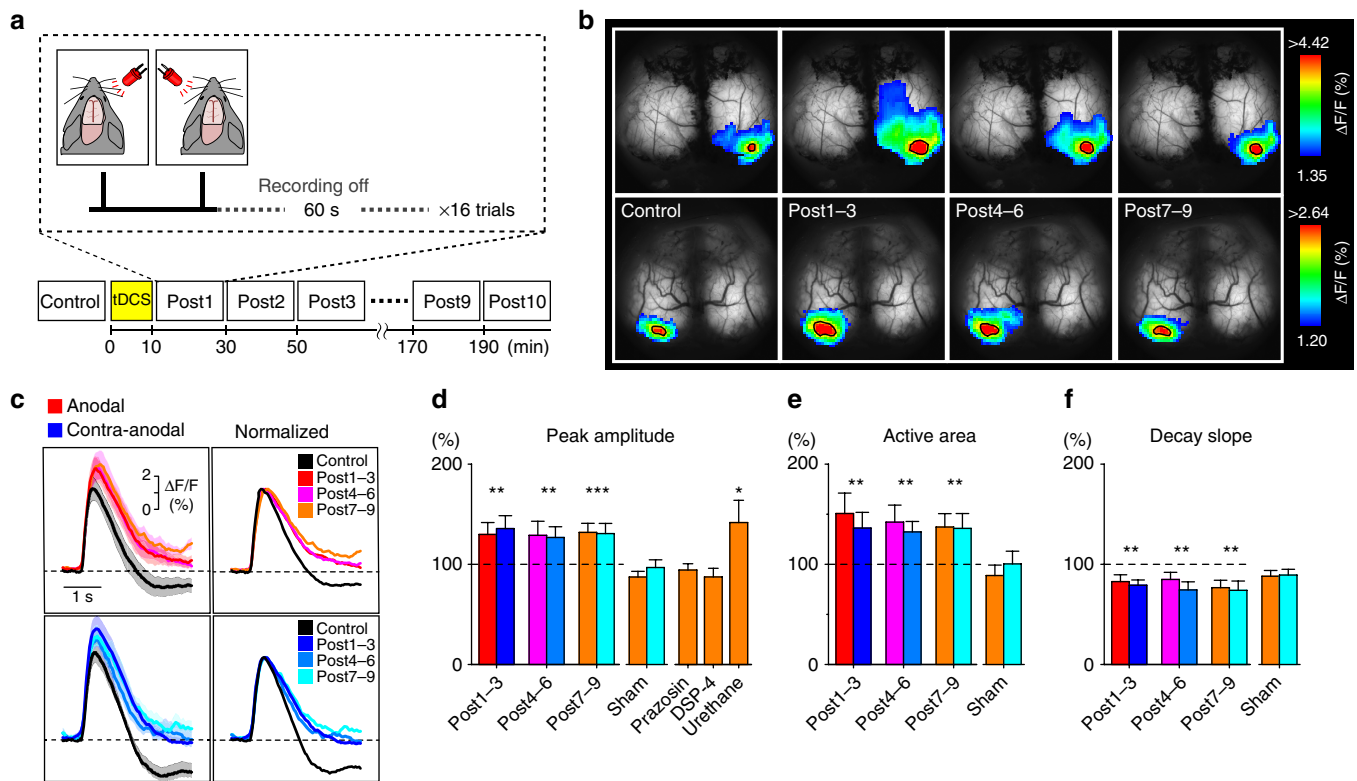 a
Recording off
60 s
×16 trials
Control
tDCS
Post1
Post2
Post3
Post9
Post10
0 10 30 50 170 190 (min)
b
>4.42
ΔF/F (%)
1.35
Control
Post1–3
Post4–6
Post7–9
>2.64
ΔF/F (%)
1.20
c
Anodal
Contra-anodal
Normalized
2
0
ΔF/F
(%)
1 s
Control
Post1–3
Post4–6
Post7–9
Control
Post1–3
Post4–6
Post7–9
d
(%)
Peak amplitude
200
100
0
** ** *** *
Post1–3
Post4–6
Post7–9
Sham
Prazosin
DSP-4
Urethane
e
(%)
Active area
200
100
0
** ** **
Post1–3
Post4–6
Post7–9
Sham
f
(%)
Decay slope
200
100
0
** ** **
Post1–3
Post4–6
Post7–9
Sham